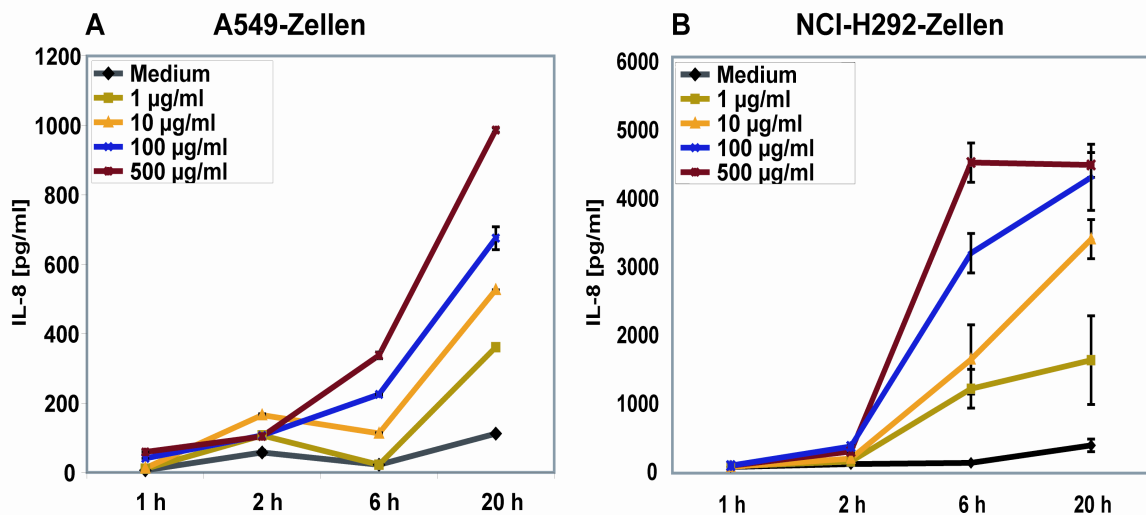 A A549-Zellen
IL-8 [pg/ml]
1200
1000
800
600
400
200
0
Medium
1 µg/ml
10 µg/ml
100 µg/ml
500 µg/ml
1 h 2 h 6 h 20 h
B NCI-H292-Zellen
IL-8 [pg/ml]
6000
5000
4000
3000
2000
1000
0
Medium
1 µg/ml
10 µg/ml
100 µg/ml
500 µg/ml
1 h 2 h 6 h 20 h